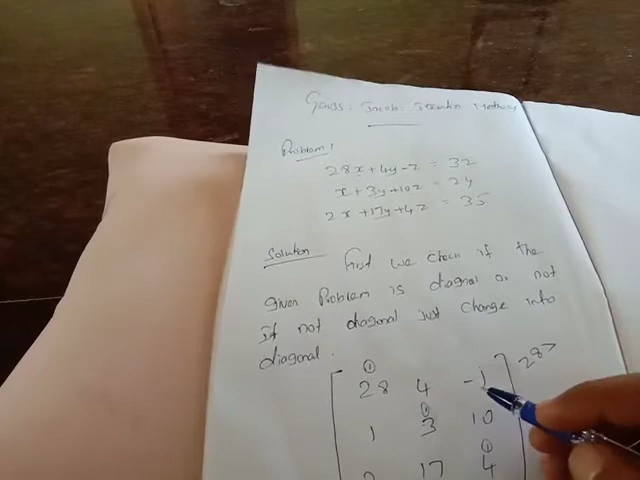 Gauss. Jacobi Iteration Method
Problem:
28x+4y-z = 32
x+3y+10z = 24
2x+17y+4z = 35
Solution First we check if the
given Problem is diagonal or not
If not diagonal just change into
diagonal.
①
28 4 -1 28>
①
1 3 10
①
2 17 4